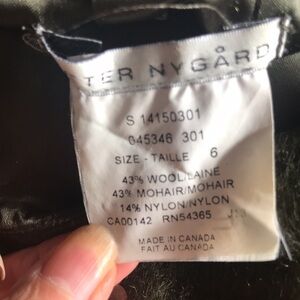 TER NYGÅRD
S 14150301
045346 301
SIZE - TAILLE 6
43% WOOL/LAINE
43% MOHAIR/MOHAIR
14% NYLON/NYLON
CA00142 RN54365
MADE IN CANADA
FAIT AU CANADA